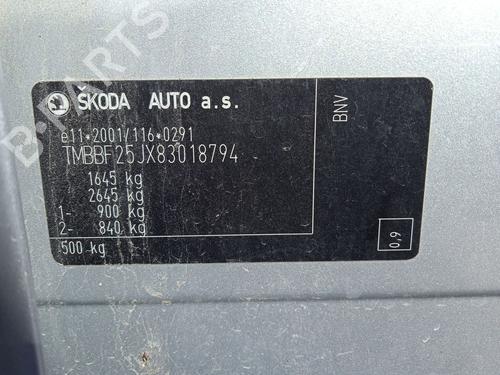 ŠKODA AUTO a.s.
e11*2001/116*0291
TMBBF25JX83018794
1645 kg
2645 kg
1- 900 kg
2- 840 kg
500 kg
BNV
0,9
B-PARTS